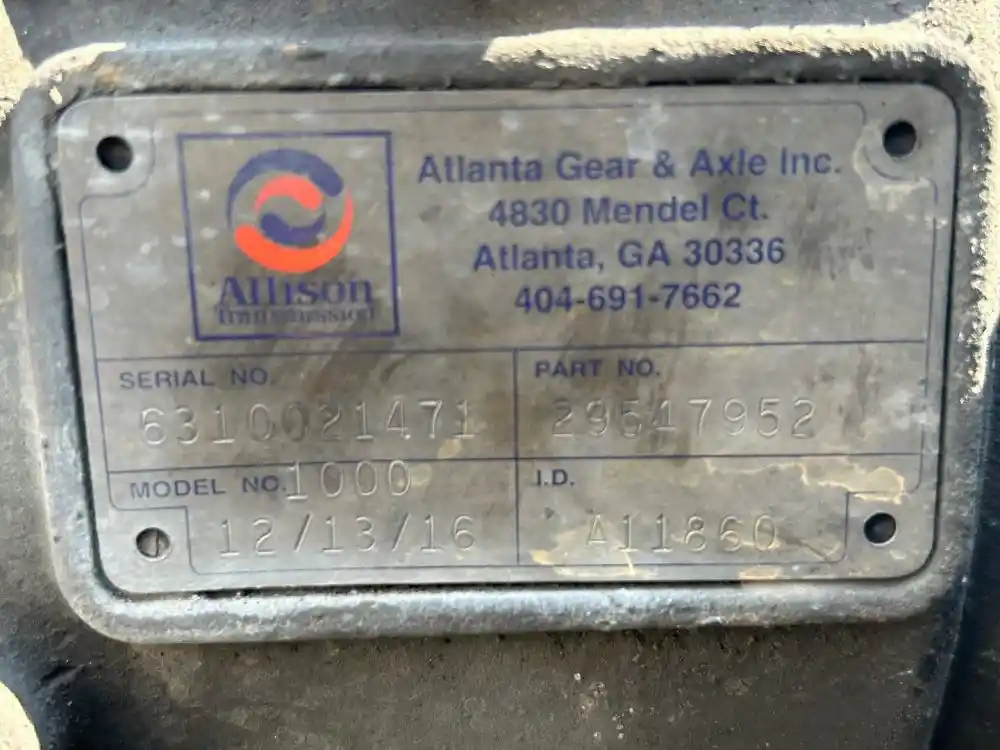 Atlanta Gear & Axle Inc.
4830 Mendel Ct.
Atlanta, GA 30336
404-691-7662
Allison
Transmission
SERIAL NO.
6310021471
PART NO.
29547952
MODEL NO. 1000
12/13/16
I.D.
A11860